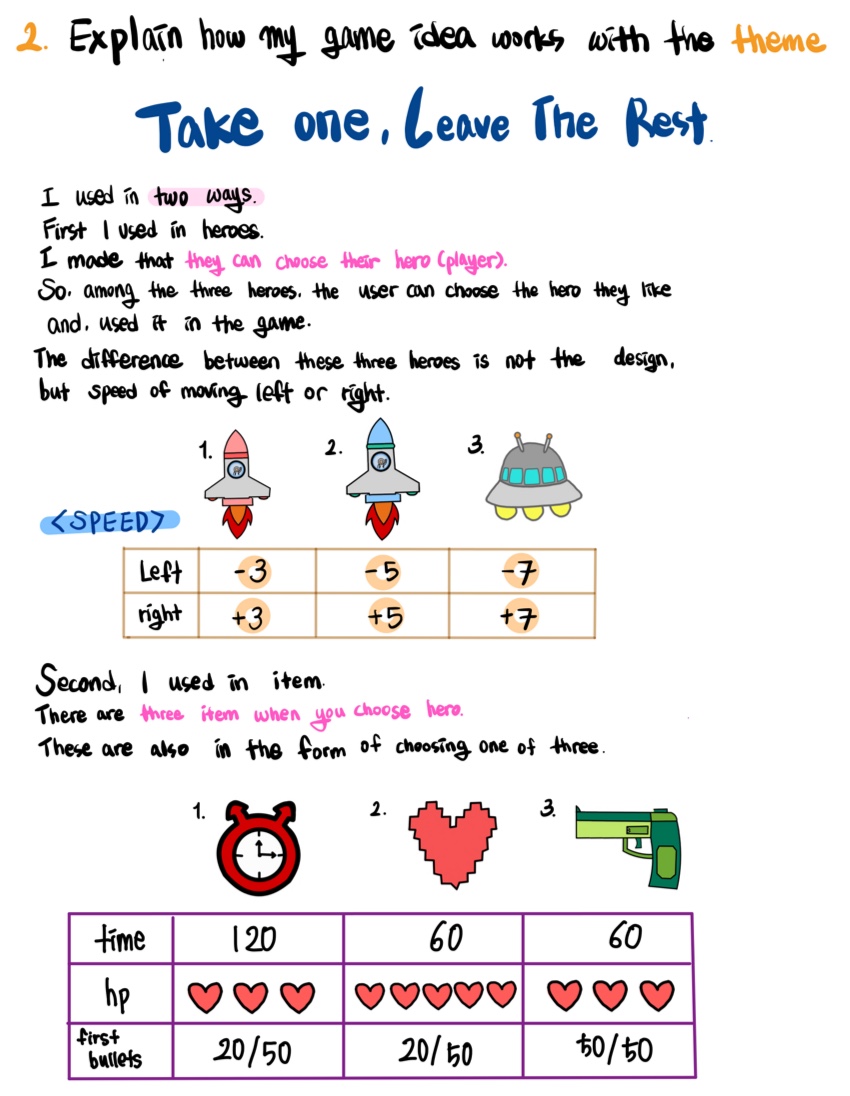 2. Explain how my game idea works with the theme
Take one, Leave The Rest.
I used in two ways.
First I used in heroes.
I made that they can choose their hero (player).
So, among the three heroes, the user can choose the hero they like
and, used it in the game.
The difference between these three heroes is not the design,
but speed of moving left or right.
1. 2. 3.
<SPEED>
Left -3 -5 -7
right +3 +5 +7
Second, I used in item.
There are three item when you choose hero.
These are also in the form of choosing one of three.
1. 2. 3.
time 120 60 60
hp
first
bullets 20/50 20/50 50/50